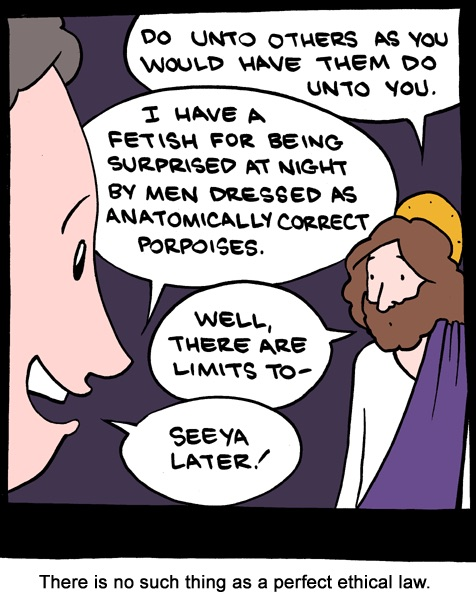 DO UNTO OTHERS AS YOU
WOULD HAVE THEM DO
UNTO YOU.
I HAVE A
FETISH FOR BEING
SURPRISED AT NIGHT
BY MEN DRESSED AS
ANATOMICALLY CORRECT
PORPOISES.
WELL,
THERE ARE
LIMITS TO-
SEEYA
LATER!
There is no such thing as a perfect ethical law.